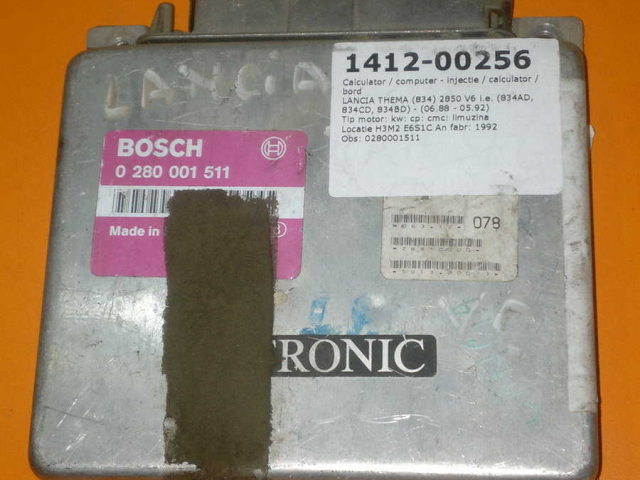 LANCIA
1412-00256
Calculator / computer - injectie / calculator /
bord
LANCIA THEMA (834) 2850 V6 i.e. (834AD,
834CD, 834BD) - (06.88 - 05.92)
Tip motor: kw: cp: cmc: limuzina
Locatie H3M2 E6S1C An fabr: 1992
Obs: 0280001511
BOSCH
0 280 001 511
Made in
078
TRONIC